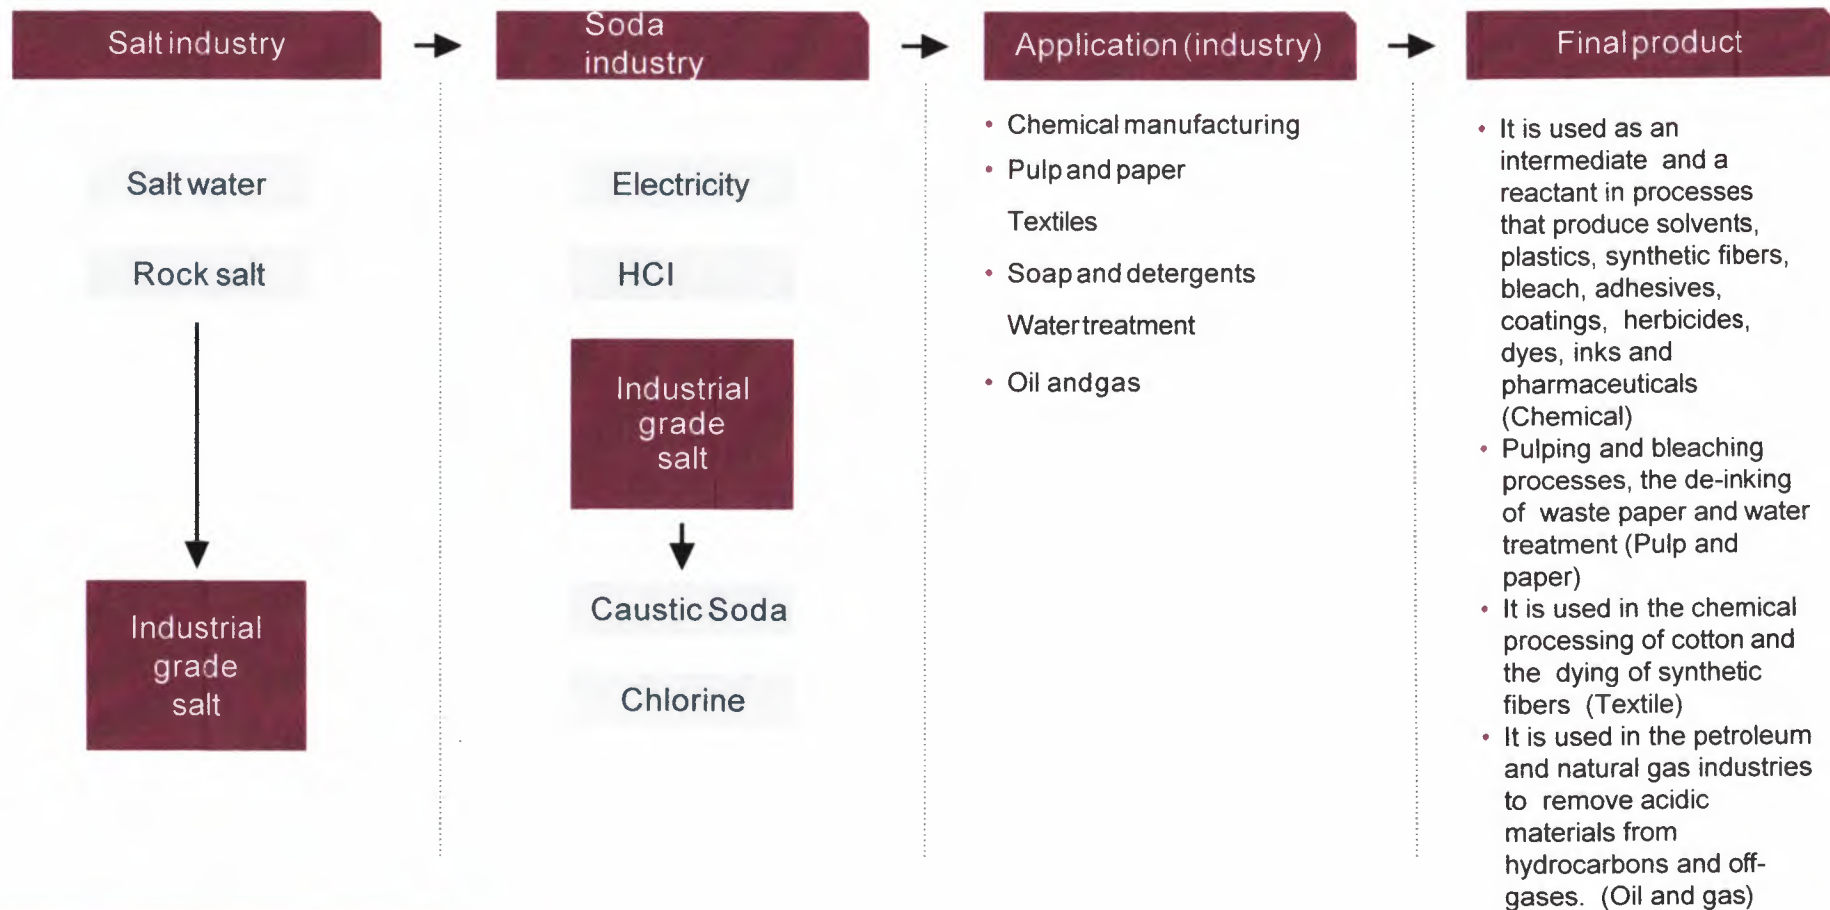 Salt industry
Soda
industry
Application (industry)
Final product
Salt water
Rock salt
Industrial
grade
salt
Electricity
HCl
Industrial
grade
salt
Caustic Soda
Chlorine
• Chemical manufacturing
• Pulp and paper
Textiles
• Soap and detergents
Water treatment
• Oil and gas
• It is used as an
intermediate and a
reactant in processes
that produce solvents,
plastics, synthetic fibers,
bleach, adhesives,
coatings, herbicides,
dyes, inks and
pharmaceuticals
(Chemical)
• Pulping and bleaching
processes, the de-inking
of waste paper and water
treatment (Pulp and
paper)
• It is used in the chemical
processing of cotton and
the dying of synthetic
fibers (Textile)
• It is used in the petroleum
and natural gas industries
to remove acidic
materials from
hydrocarbons and off-
gases. (Oil and gas)